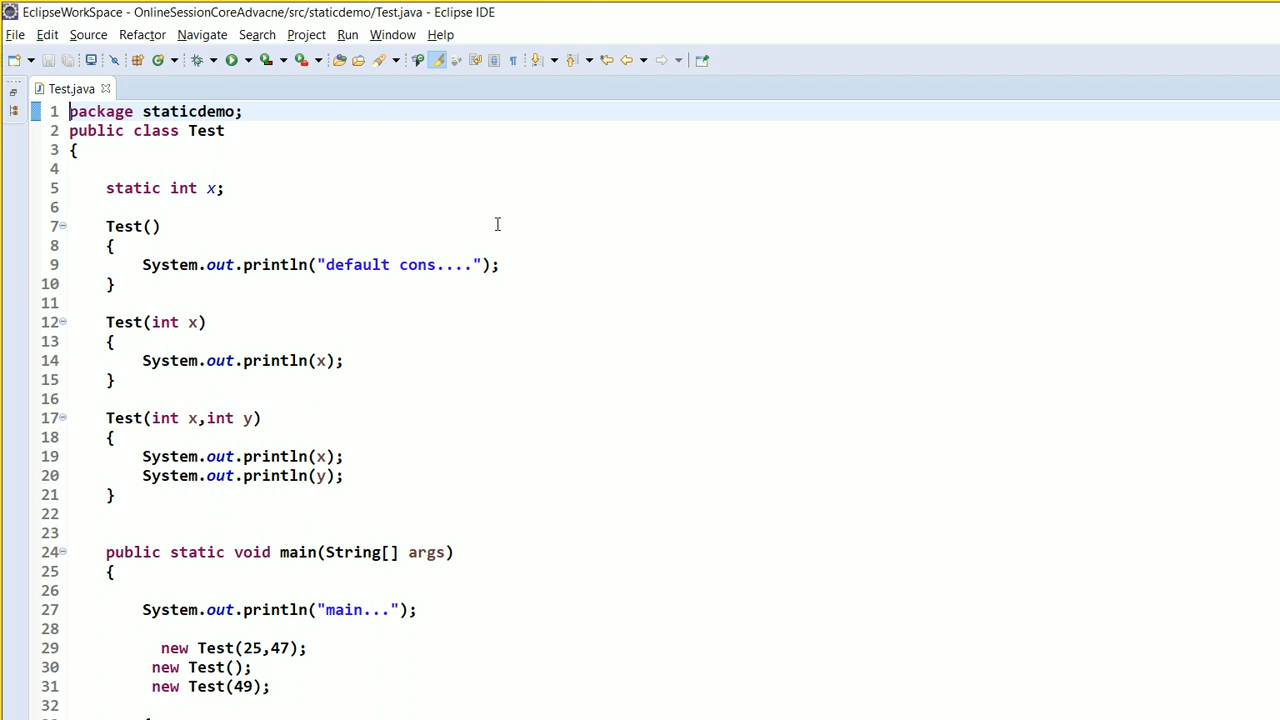 EclipseWorkSpace - OnlineSessionCoreAdvacne/src/staticdemo/Test.java - Eclipse IDE
File Edit Source Refactor Navigate Search Project Run Window Help
Test.java
1 package staticdemo;
2 public class Test
3 {
4
5 static int x;
6
7 Test()
8 {
9 System.out.println("default cons....");
10 }
11
12 Test(int x)
13 {
14 System.out.println(x);
15 }
16
17 Test(int x,int y)
18 {
19 System.out.println(x);
20 System.out.println(y);
21 }
22
23
24 public static void main(String[] args)
25 {
26
27 System.out.println("main...");
28
29 new Test(25,47);
30 new Test();
31 new Test(49);
32